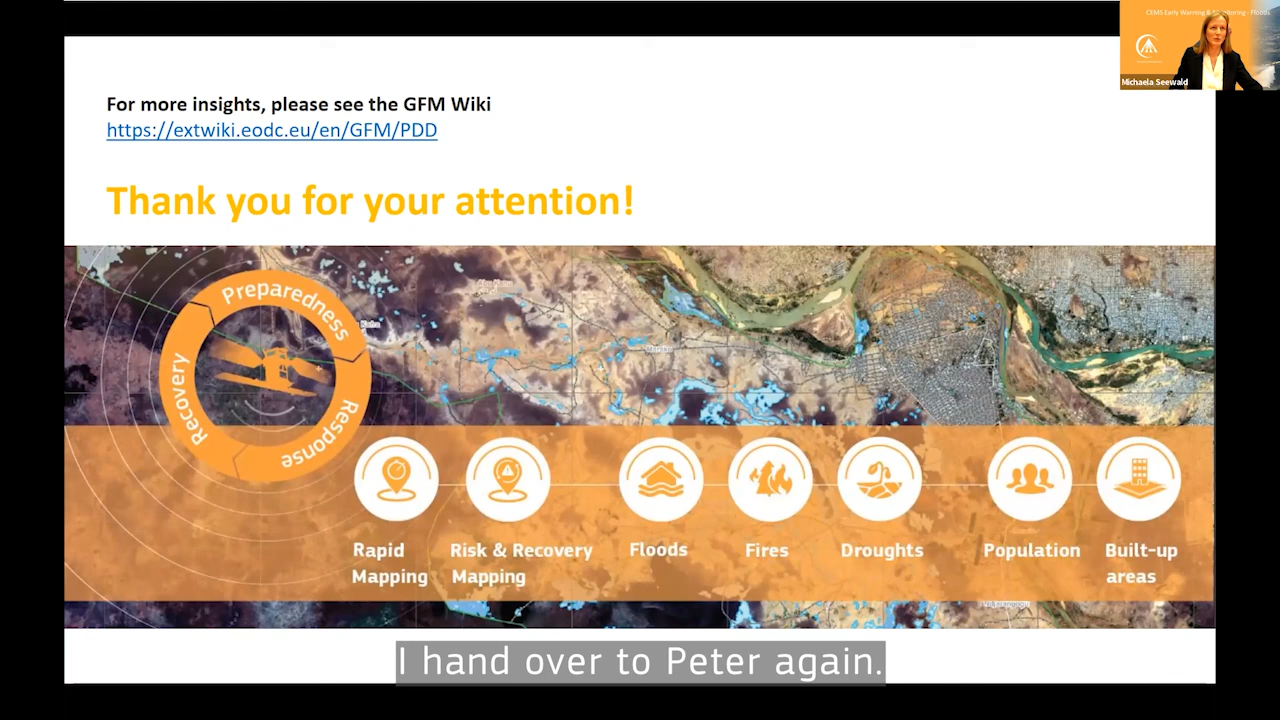 CEMS Early Warning & Monitoring - Floods
Michaela Seewald
For more insights, please see the GFM Wiki
https://extwiki.eodc.eu/en/GFM/PDD
Thank you for your attention!
Preparedness
Response
Recovery
Rapid
Mapping
Risk & Recovery
Mapping
Floods
Fires
Droughts
Population
Built-up
areas
I hand over to Peter again.